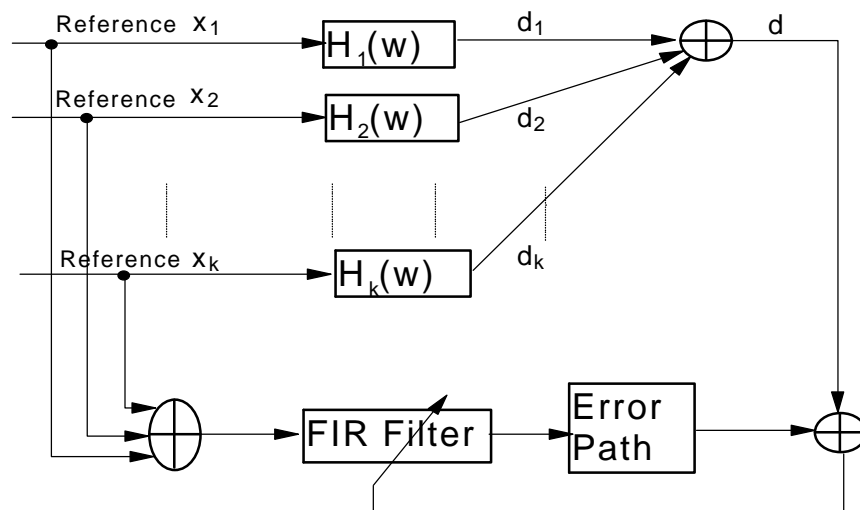 Reference x1 H1(w) d1 d
Reference x2 H2(w) d2
Reference xk Hk(w) dk
FIR Filter
Error
Path